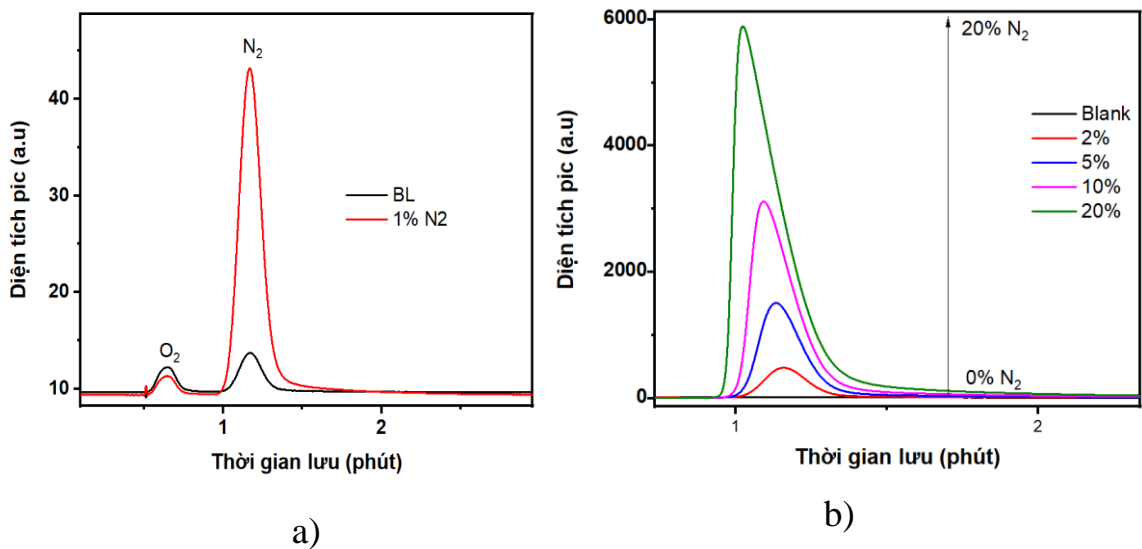 N₂
40
30
20
10
O₂
BL
1% N2
1
2
Diện tích pic (a.u)
Thời gian lưu (phút)
a)
6000
4000
2000
0
20% N₂
Blank
2%
5%
10%
20%
0% N₂
1
2
Diện tích pic (a.u)
Thời gian lưu (phút)
b)